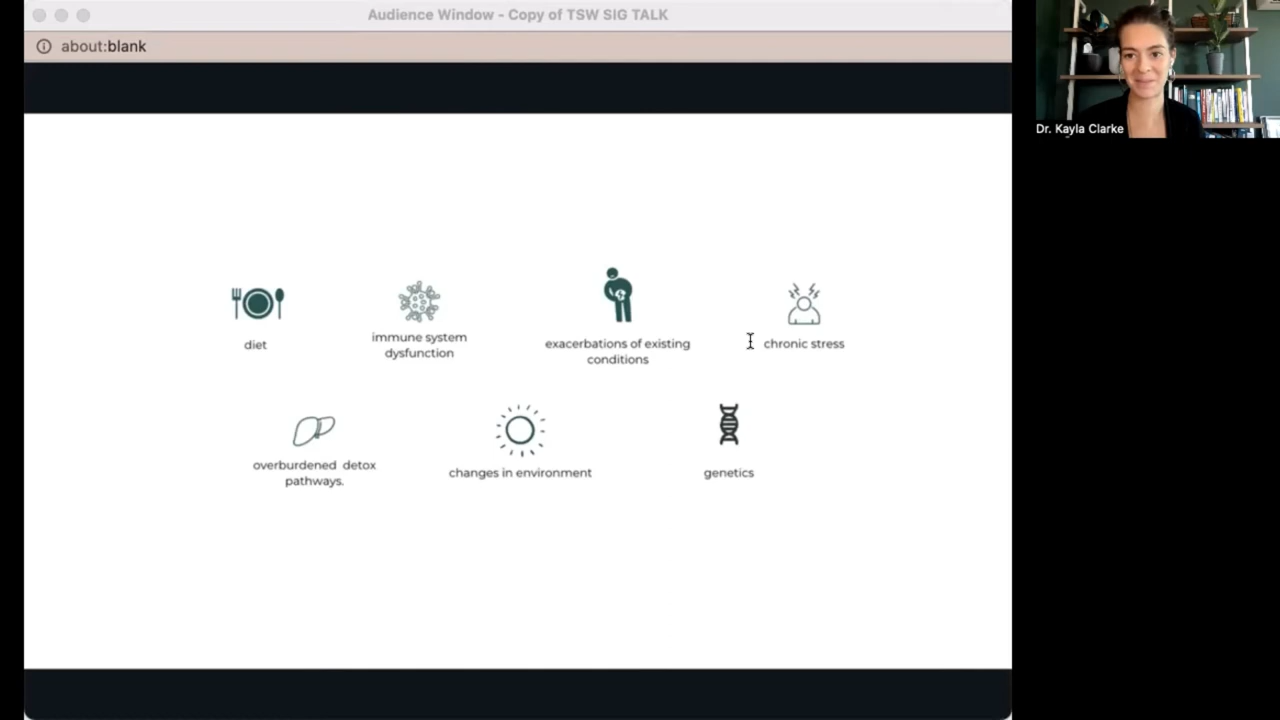 Audience Window - Copy of TSW SIG TALK
about:blank
Dr. Kayla Clarke
diet
immune system
dysfunction
exacerbations of existing
conditions
chronic stress
overburdened detox
pathways.
changes in environment
genetics